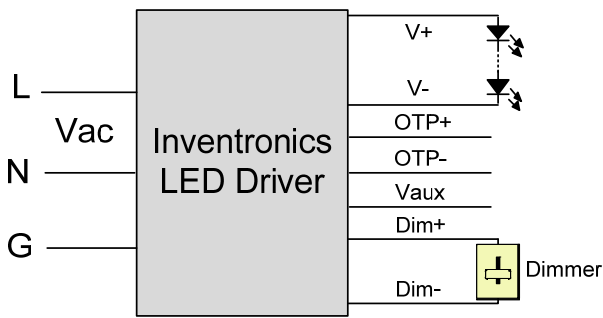 L
Vac
N
G
Inventronics
LED Driver
V+
V-
OTP+
OTP-
Vaux
Dim+
Dim-
Dimmer